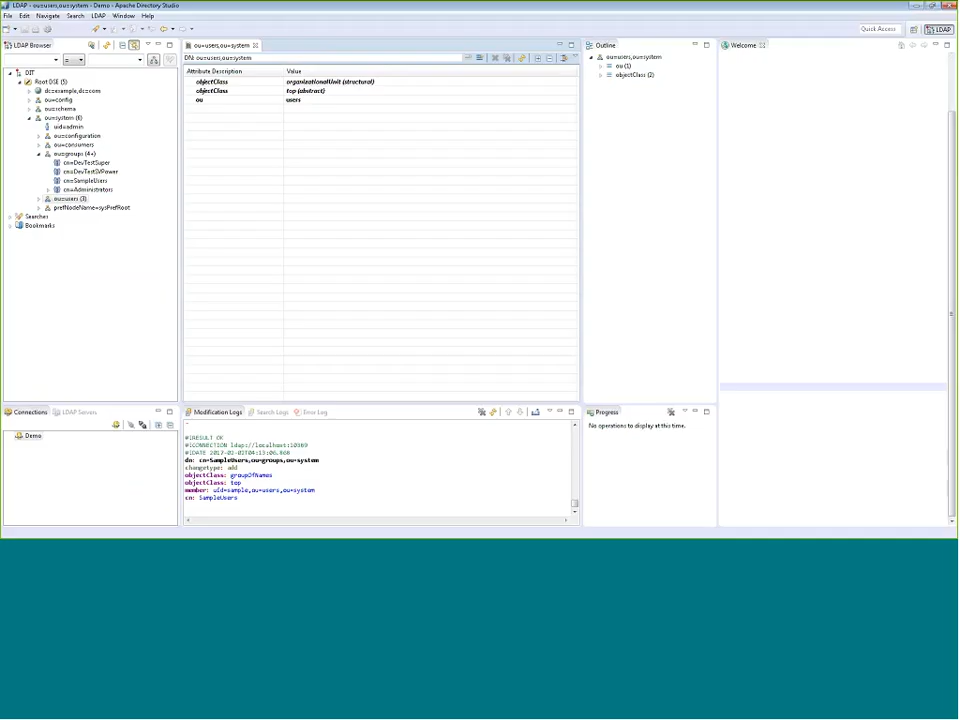 LDAP - ou=users,ou=system - Demo - Apache Directory Studio
File Edit Navigate Search LDAP Window Help
Quick Access
LDAP
LDAP Browser
DIT
Root DSE (5)
dc=example,dc=com
ou=config
ou=schema
ou=system (6)
uid=admin
ou=configuration
ou=consumers
ou=groups (4+)
cn=DevTestSuper
cn=DevTestSVPower
cn=SampleUsers
cn=Administrators
ou=users (3)
prefNodeName=sysPrefRoot
Searches
Bookmarks
ou=users,ou=system
DN: ou=users,ou=system
Attribute Description Value
objectClass organizationalUnit (structural)
objectClass top (abstract)
ou users
Outline
ou=users,ou=system
ou (1)
objectClass (2)
Welcome
Connections LDAP Servers
Demo
Modification Logs Search Logs Error Log
#!RESULT OK
#!CONNECTION ldap://localhost:10389
dn: cn=SampleUsers,ou=groups,ou=system
changetype: add
objectClass: groupOfNames
objectClass: top
member: uid=sample,ou=users,ou=system
cn: SampleUsers
Progress
No operations to display at this time.